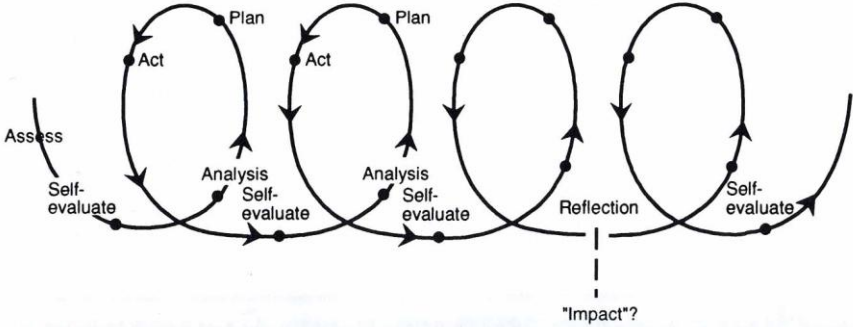 Plan
Plan
Act
Act
Assess
Self-
evaluate
Analysis
Self-
evaluate
Analysis
Self-
evaluate
Reflection
Self-
evaluate
"Impact"?